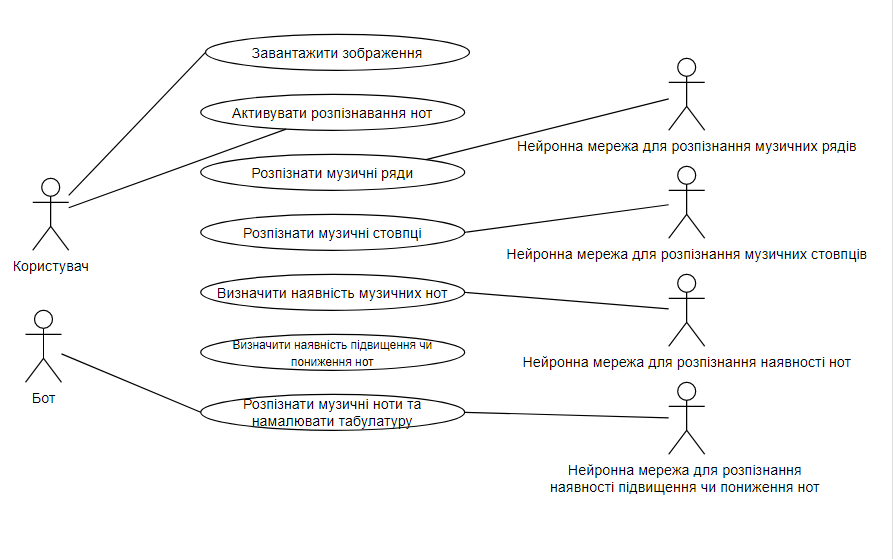 Завантажити зображення
Активувати розпізнавання нот
Нейронна мережа для розпізнання музичних рядів
Розпізнати музичні ряди
Розпізнати музичні стовпці
Нейронна мережа для розпізнання музичних стовпців
Користувач
Визначити наявність музичних нот
Визначити наявність підвищення чи
пониження нот
Нейронна мережа для розпізнання наявності нот
Бот
Розпізнати музичні ноти та
намалювати табулатуру
Нейронна мережа для розпізнання
наявності підвищення чи пониження нот